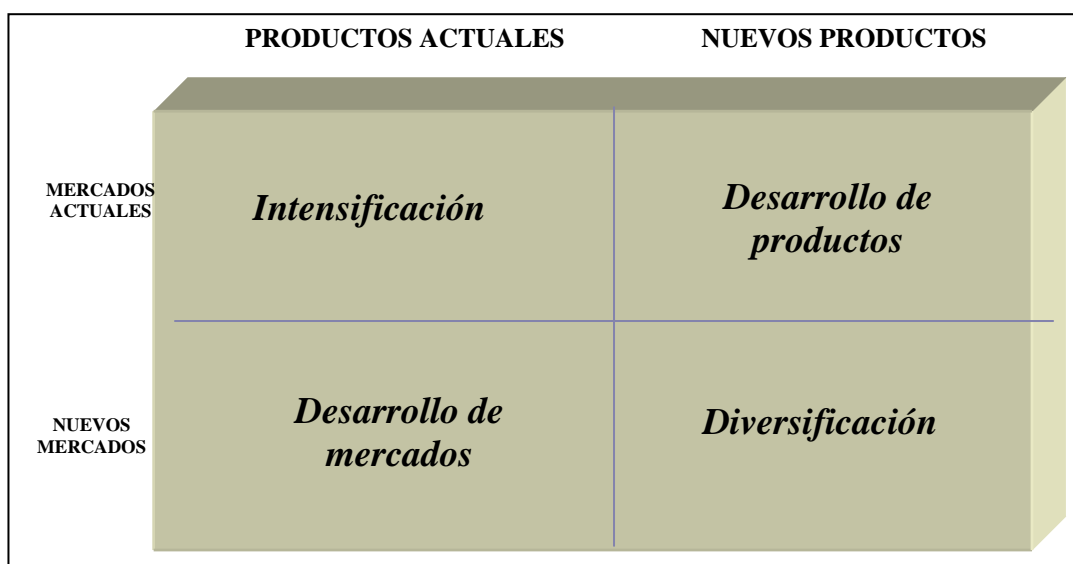 PRODUCTOS ACTUALES
NUEVOS PRODUCTOS
MERCADOS
ACTUALES
Intensificación
Desarrollo de
productos
NUEVOS
MERCADOS
Desarrollo de
mercados
Diversificación